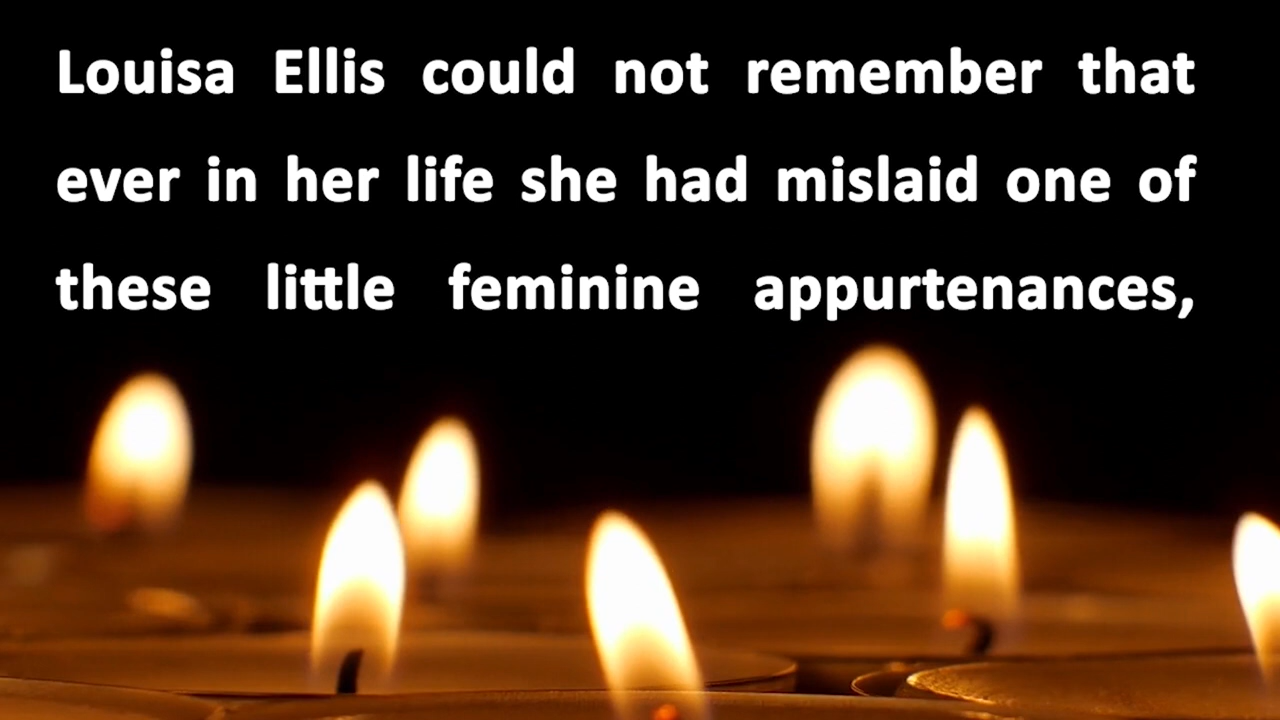 Louisa Ellis could not remember that
ever in her life she had mislaid one of
these little feminine appurtenances,